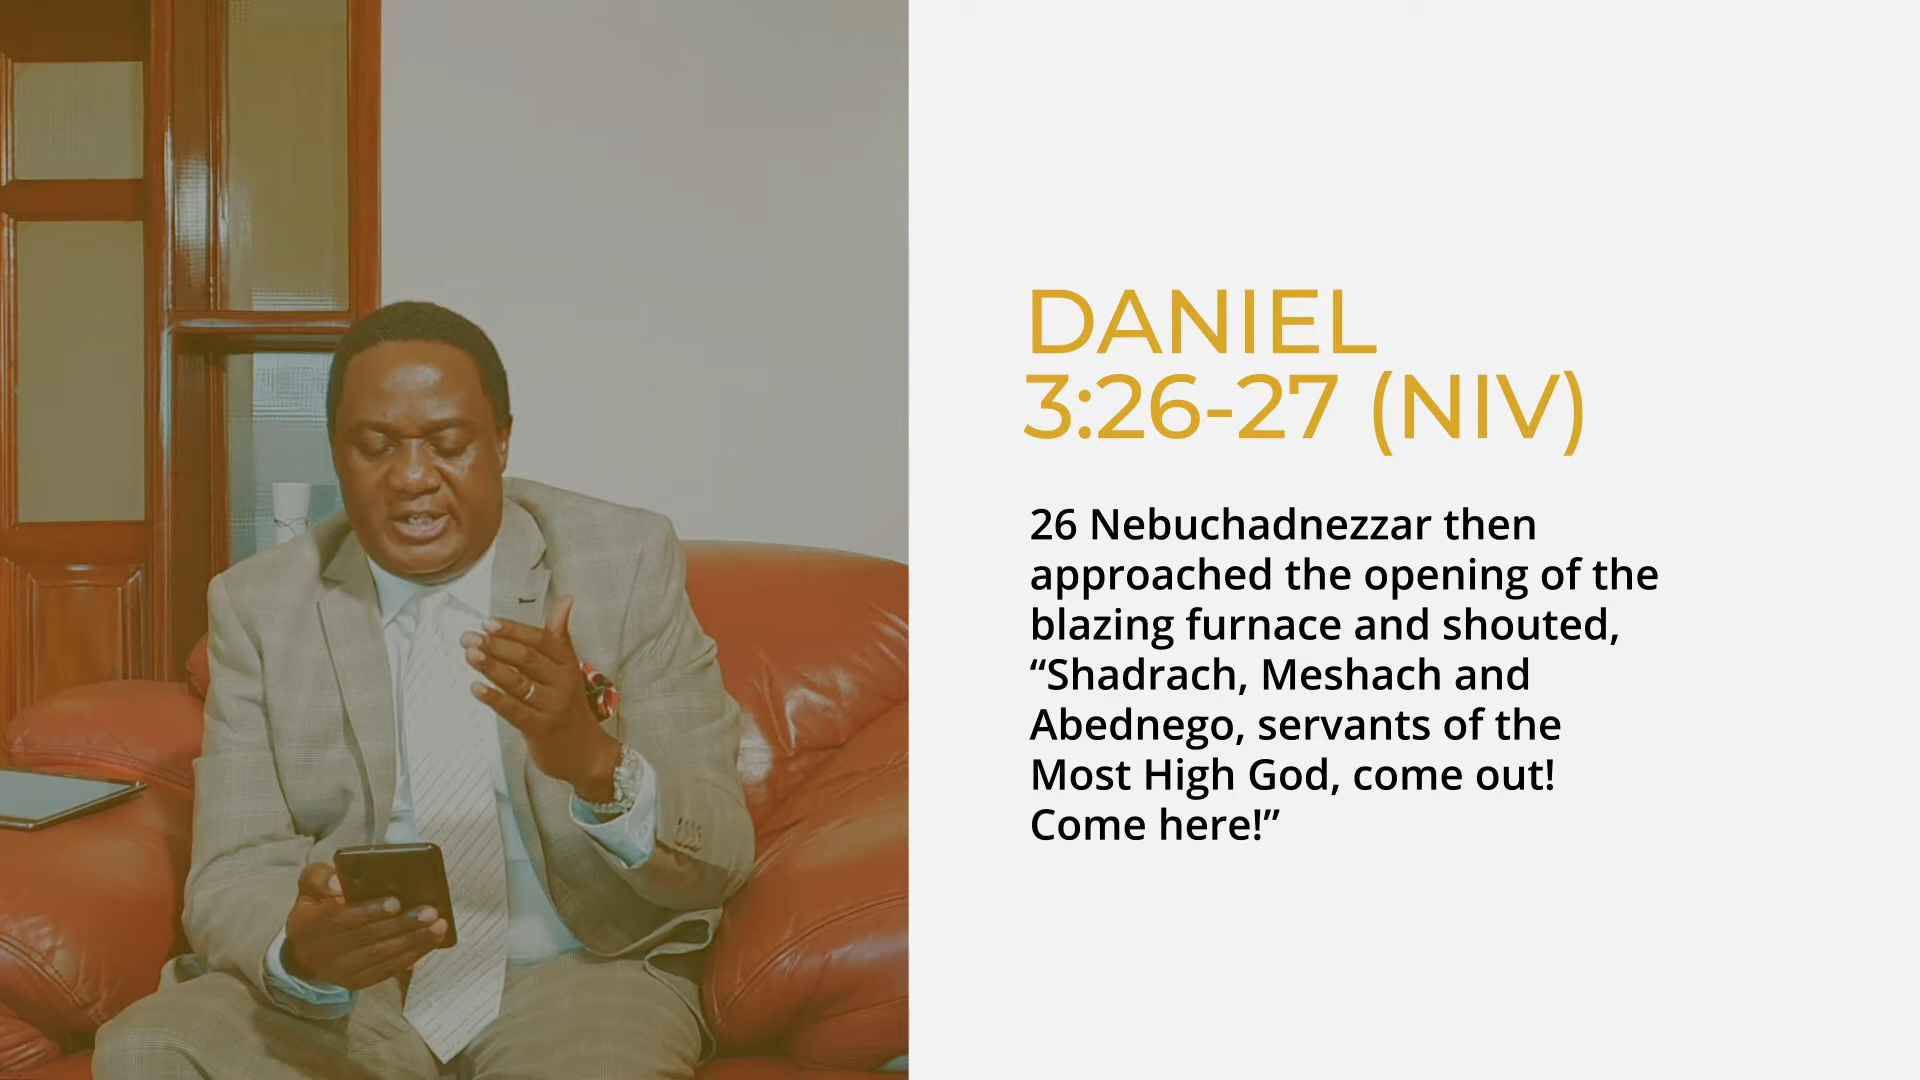 DANIEL
3:26-27 (NIV)
26 Nebuchadnezzar then
approached the opening of the
blazing furnace and shouted,
“Shadrach, Meshach and
Abednego, servants of the
Most High God, come out!
Come here!”